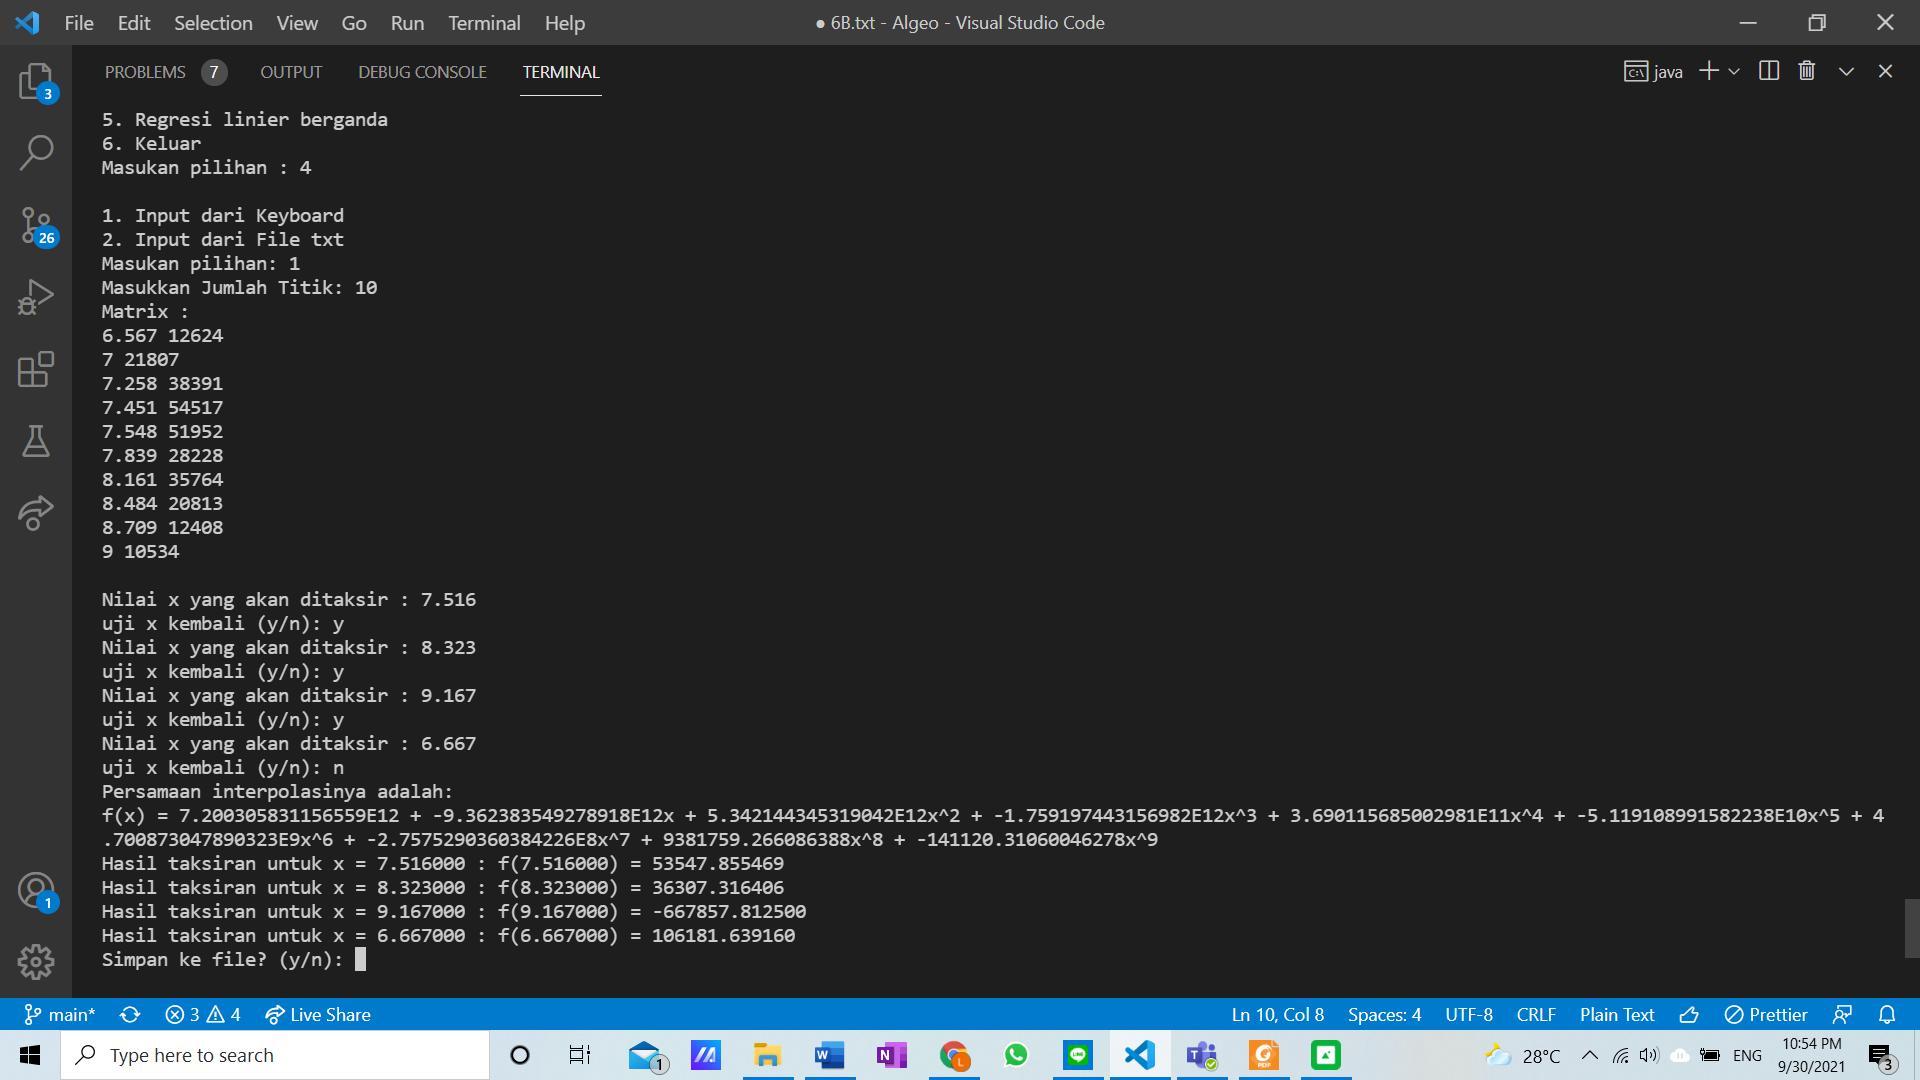 File Edit Selection View Go Run Terminal Help
● 6B.txt - Algeo - Visual Studio Code
PROBLEMS 7 OUTPUT DEBUG CONSOLE TERMINAL
java
3
26
1
5. Regresi linier berganda
6. Keluar
Masukan pilihan : 4
1. Input dari Keyboard
2. Input dari File txt
Masukan pilihan: 1
Masukkan Jumlah Titik: 10
Matrix :
6.567 12624
7 21807
7.258 38391
7.451 54517
7.548 51952
7.839 28228
8.161 35764
8.484 20813
8.709 12408
9 10534
Nilai x yang akan ditaksir : 7.516
uji x kembali (y/n): y
Nilai x yang akan ditaksir : 8.323
uji x kembali (y/n): y
Nilai x yang akan ditaksir : 9.167
uji x kembali (y/n): y
Nilai x yang akan ditaksir : 6.667
uji x kembali (y/n): n
Persamaan interpolasinya adalah:
f(x) = 7.200305831156559E12 + -9.362383549278918E12x + 5.342144345319042E12x^2 + -1.759197443156982E12x^3 + 3.690115685002981E11x^4 + -5.119108991582238E10x^5 + 4
.700873047890323E9x^6 + -2.7575290360384226E8x^7 + 9381759.266086388x^8 + -141120.31060046278x^9
Hasil taksiran untuk x = 7.516000 : f(7.516000) = 53547.855469
Hasil taksiran untuk x = 8.323000 : f(8.323000) = 36307.316406
Hasil taksiran untuk x = 9.167000 : f(9.167000) = -667857.812500
Hasil taksiran untuk x = 6.667000 : f(6.667000) = 106181.639160
Simpan ke file? (y/n):
main* 3 4 Live Share
Ln 10, Col 8 Spaces: 4 UTF-8 CRLF Plain Text Prettier
Type here to search
1
28°C
ENG
10:54 PM
9/30/2021
3